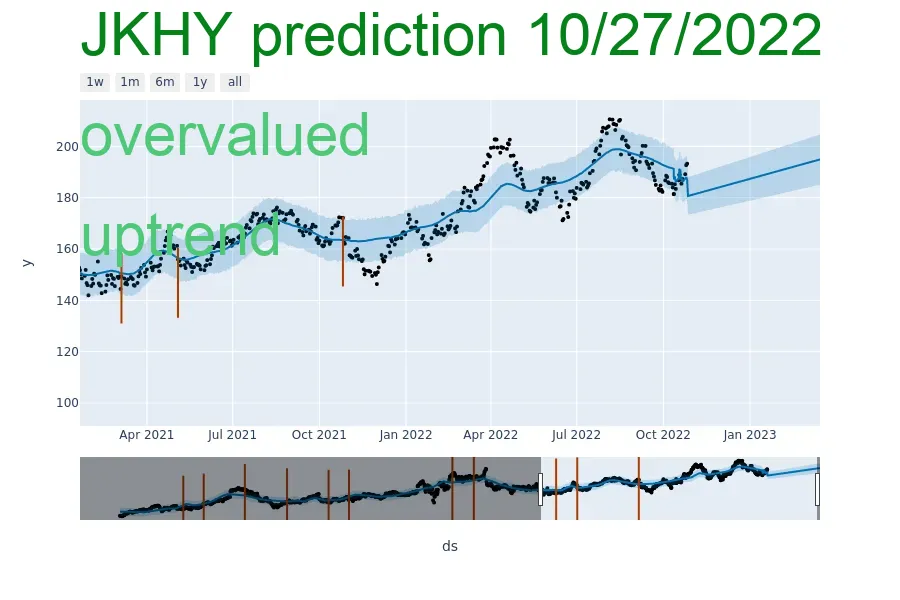 JKHY prediction 10/27/2022
1w 1m 6m 1y all
overvalued
uptrend
200
180
160
140
120
100
y
Apr 2021 Jul 2021 Oct 2021 Jan 2022 Apr 2022 Jul 2022 Oct 2022 Jan 2023
ds